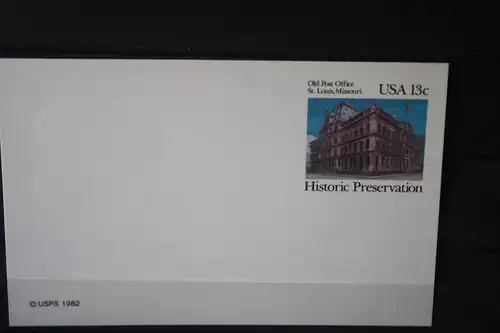 Old Post Office
St. Louis, Missouri
USA 13c
Historic Preservation
© USPS 1982